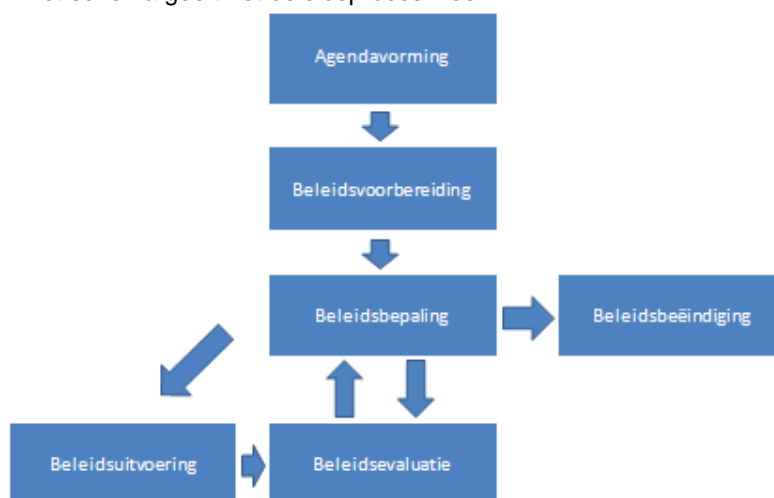 Agendavorming
Beleidsvoorbereiding
Beleidsbepaling
Beleidsbeëindiging
Beleidsuitvoering
Beleidsevaluatie